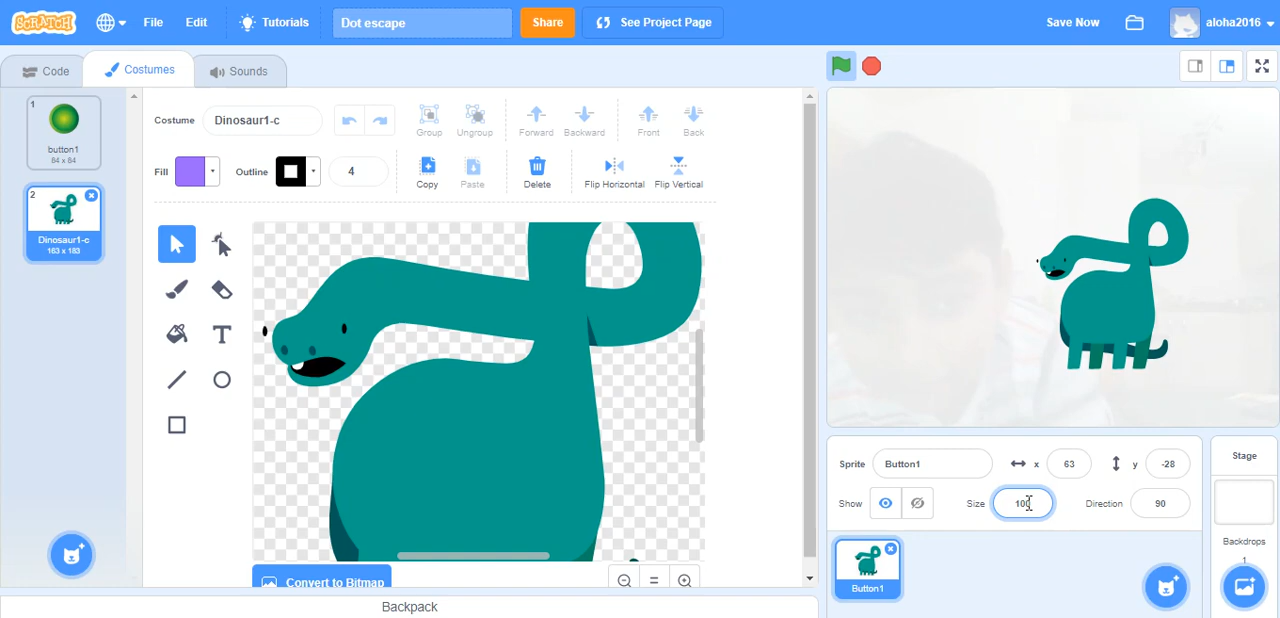 SCRATCH File Edit Tutorials Dot escape Share See Project Page Save Now aloha2016
Code Costumes Sounds
1
button1
84 x 84
2
Dinosaur1-c
163 x 183
Costume Dinosaur1-c Group Ungroup Forward Backward Front Back
Fill Outline 4 Copy Paste Delete Flip Horizontal Flip Vertical
T
Convert to Bitmap
Backpack
Sprite Button1 x 63 y -28
Show Size 100 Direction 90
Button1
Stage
Backdrops
1